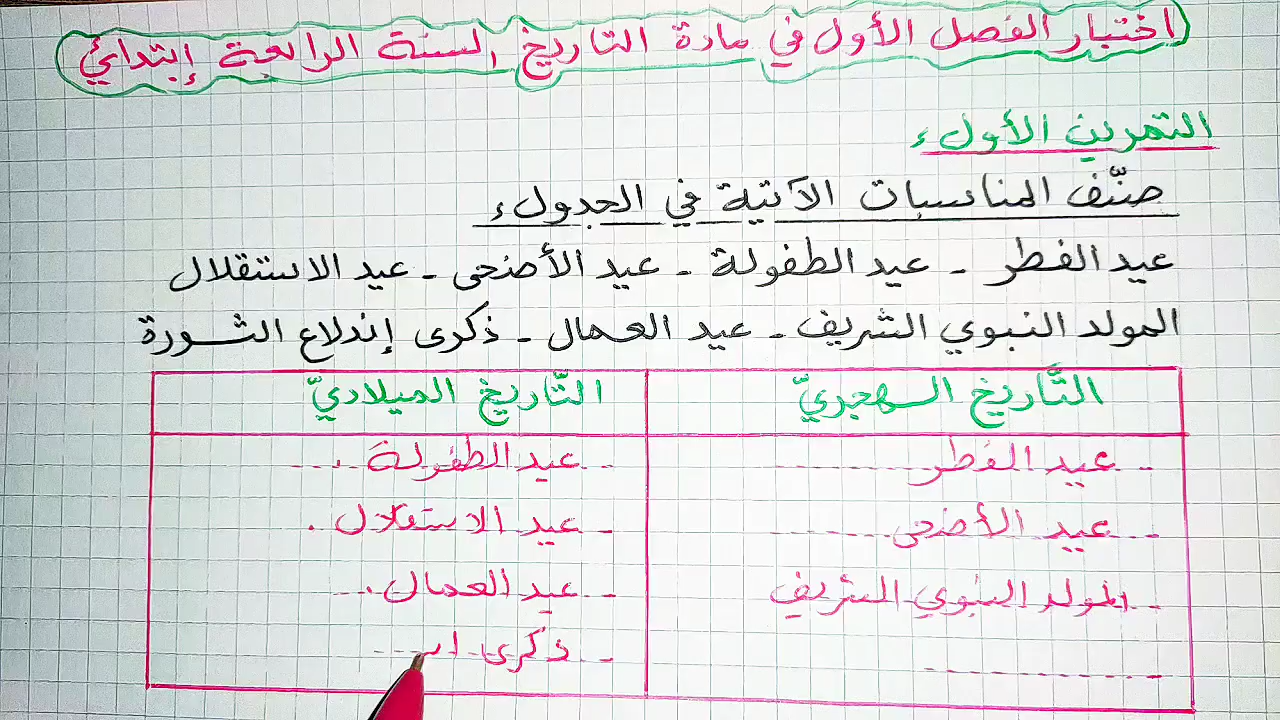 اختبار الفصل الأول في مادة التاريخ السنة الرابعة إبتدائي
التمرين الأول:
صنّف المناسبات الآتية في الجدول:
عيد الفطر - عيد الطفولة - عيد الأضحى - عيد الاستقلال
المولد النبوي الشريف - عيد العمال - ذكرى إندلاع الثورة
التّاريخ الهجريّ التّاريخ الميلاديّ
- عيد الفطر - عيد الطفولة
- عيد الأضحى - عيد الاستقلال
- المولد النبوي الشريف - عيد العمال
- ذكرى